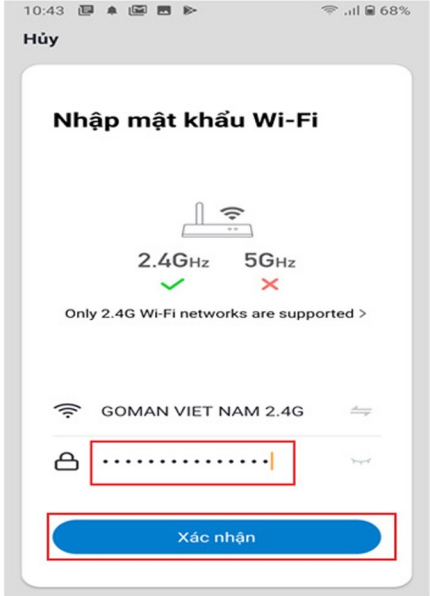 10:43 68%
Hủy
Nhập mật khẩu Wi-Fi
2.4GHz 5GHz
Only 2.4G Wi-Fi networks are supported >
GOMAN VIET NAM 2.4G
•••••••••••••••
Xác nhận